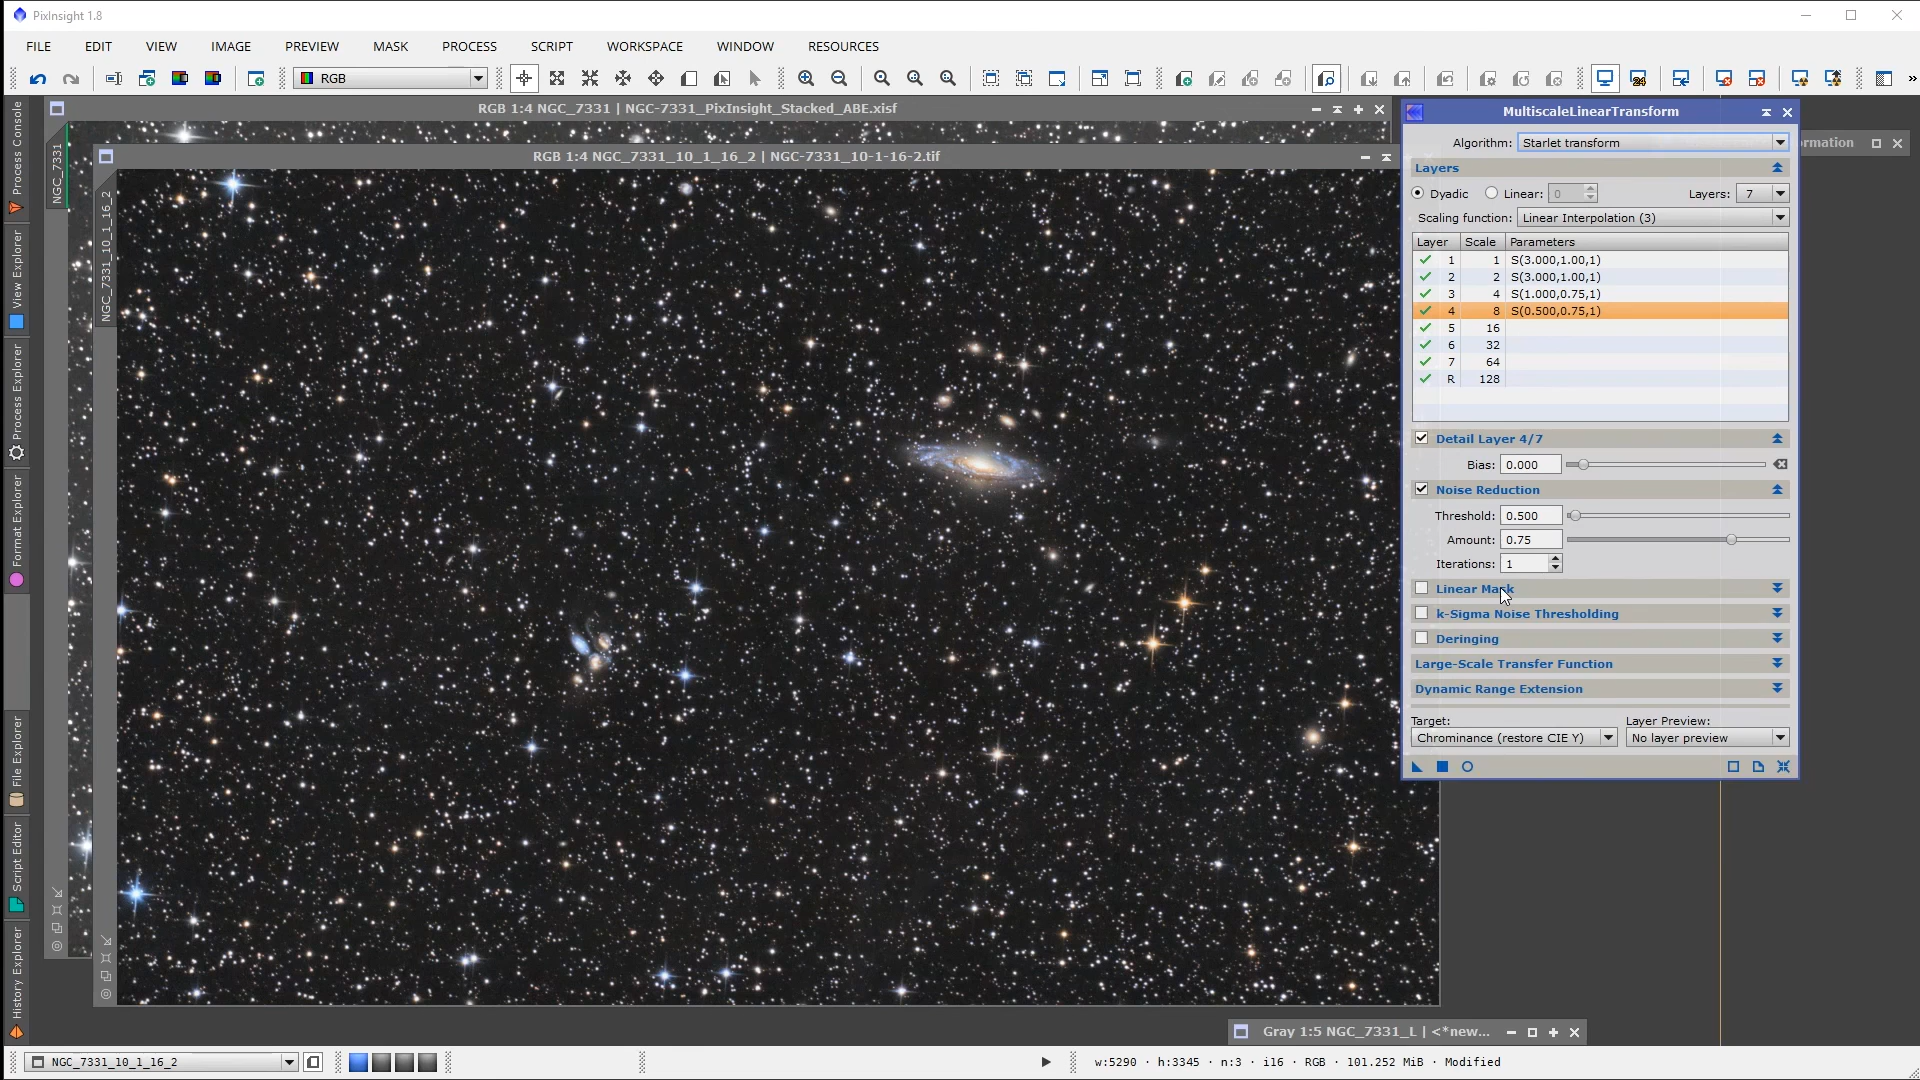 PixInsight 1.8
FILE EDIT VIEW IMAGE PREVIEW MASK PROCESS SCRIPT WORKSPACE WINDOW RESOURCES
RGB
24
»
Process Console
View Explorer
Process Explorer
Format Explorer
File Explorer
Script Editor
History Explorer
RGB 1:4 NGC_7331 | NGC-7331_PixInsight_Stacked_ABE.xisf
NGC_7331
RGB 1:4 NGC_7331_10_1_16_2 | NGC-7331_10-1-16-2.tif
NGC_7331_10_1_16_2
MultiscaleLinearTransform
rmation
Algorithm: Starlet transform
Layers
Dyadic Linear: 0 Layers: 7
Scaling function: Linear Interpolation (3)
Layer Scale Parameters
1 1 S(3.000,1.00,1)
2 2 S(3.000,1.00,1)
3 4 S(1.000,0.75,1)
4 8 S(0.500,0.75,1)
5 16
6 32
7 64
R 128
Detail Layer 4/7
Bias: 0.000
Noise Reduction
Threshold: 0.500
Amount: 0.75
Iterations: 1
Linear Mask
k-Sigma Noise Thresholding
Deringing
Large-Scale Transfer Function
Dynamic Range Extension
Target: Layer Preview:
Chrominance (restore CIE Y) No layer preview
Gray 1:5 NGC_7331_L | <*new...
NGC_7331_10_1_16_2
w:5290 · h:3345 · n:3 · i16 · RGB · 101.252 MiB · Modified